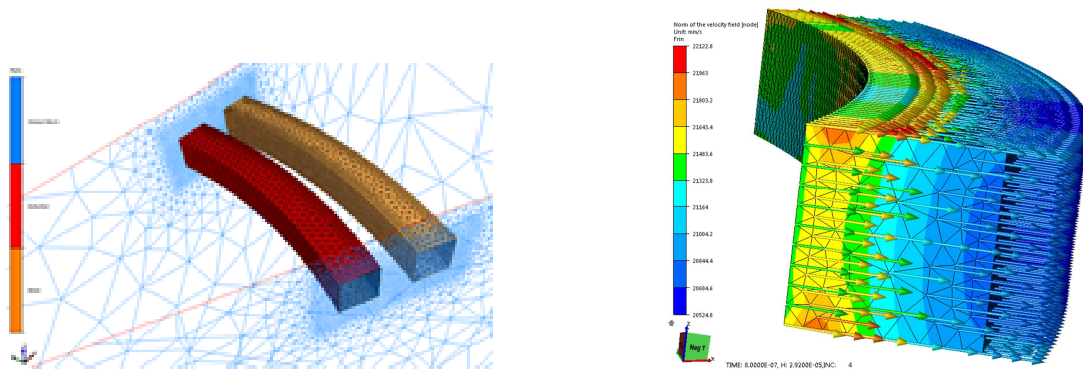 Norm of the velocity field [node]
Unit: mm/s
Frin
22122.8
21963
21803.2
21643.4
21483.6
21323.8
21164
21004.2
20844.4
20684.6
20524.8
Z
Neg Y
X
TIME: 8.0000E-07, H: 2.9200E-05,INC: 4